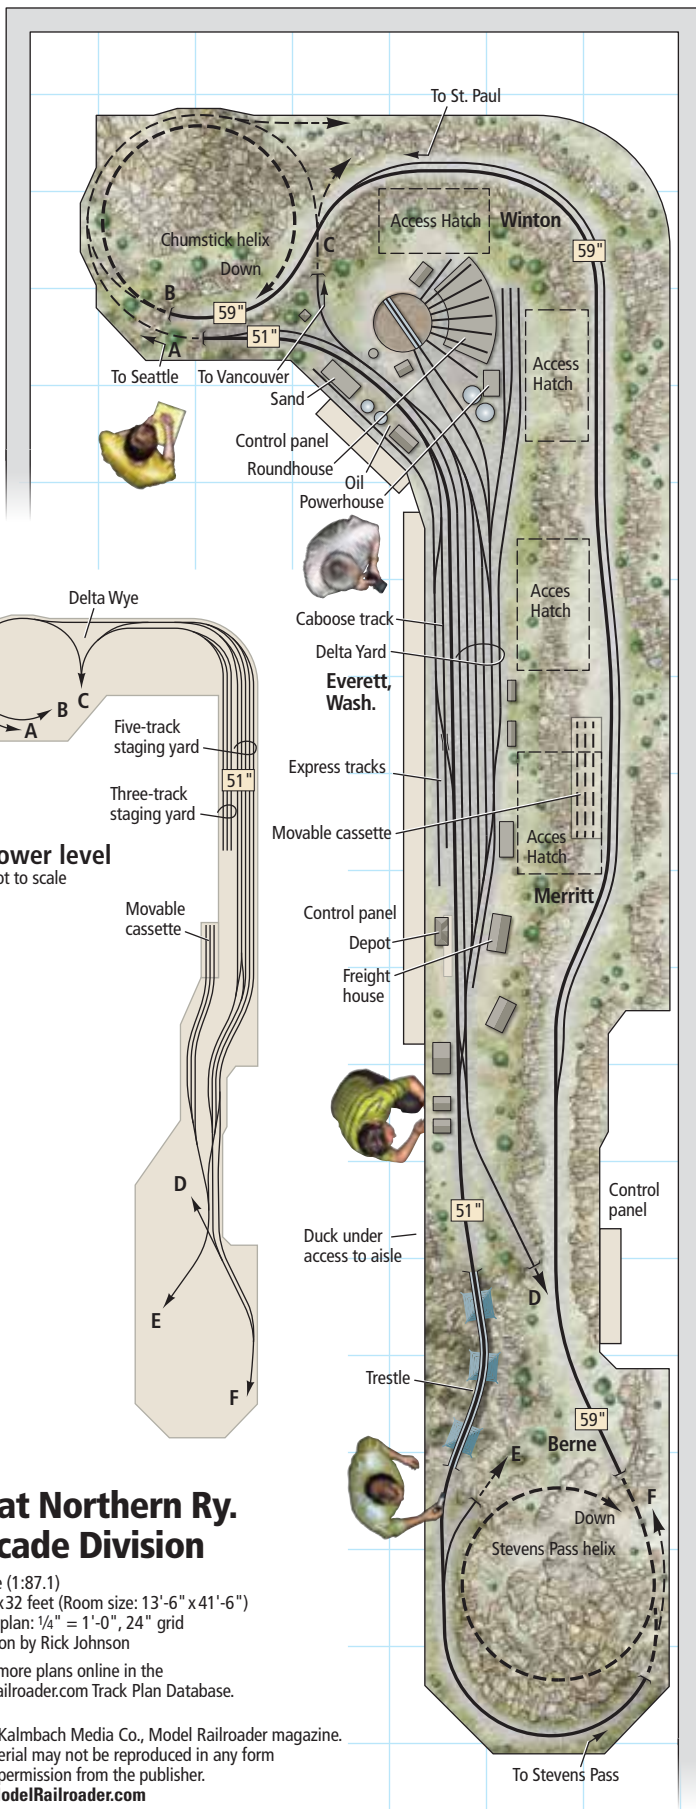 To St. Paul
Access Hatch
Winton
59"
Chumstick helix
Down
C
B
59"
51"
A
To Seattle
To Vancouver
Access
Hatch
Sand
Control panel
Roundhouse
Oil
Powerhouse
Acces
Hatch
Caboose track
Delta Yard
Everett,
Wash.
Express tracks
Movable cassette
Acces
Hatch
Merritt
Control panel
Depot
Freight
house
Control
panel
51"
Duck under
access to aisle
D
Trestle
59"
Berne
E
F
Down
Stevens Pass helix
To Stevens Pass
Delta Wye
B
C
A
Five-track
staging yard
51"
Three-track
staging yard
ower level
ot to scale
Movable
cassette
D
E
F
at Northern Ry.
cade Division
e (1:87.1)
x 32 feet (Room size: 13'-6" x 41'-6")
plan: ¼" = 1'-0", 24" grid
on by Rick Johnson
more plans online in the
ailroader.com Track Plan Database.
Kalmbach Media Co., Model Railroader magazine.
erial may not be reproduced in any form
permission from the publisher.
odelRailroader.com